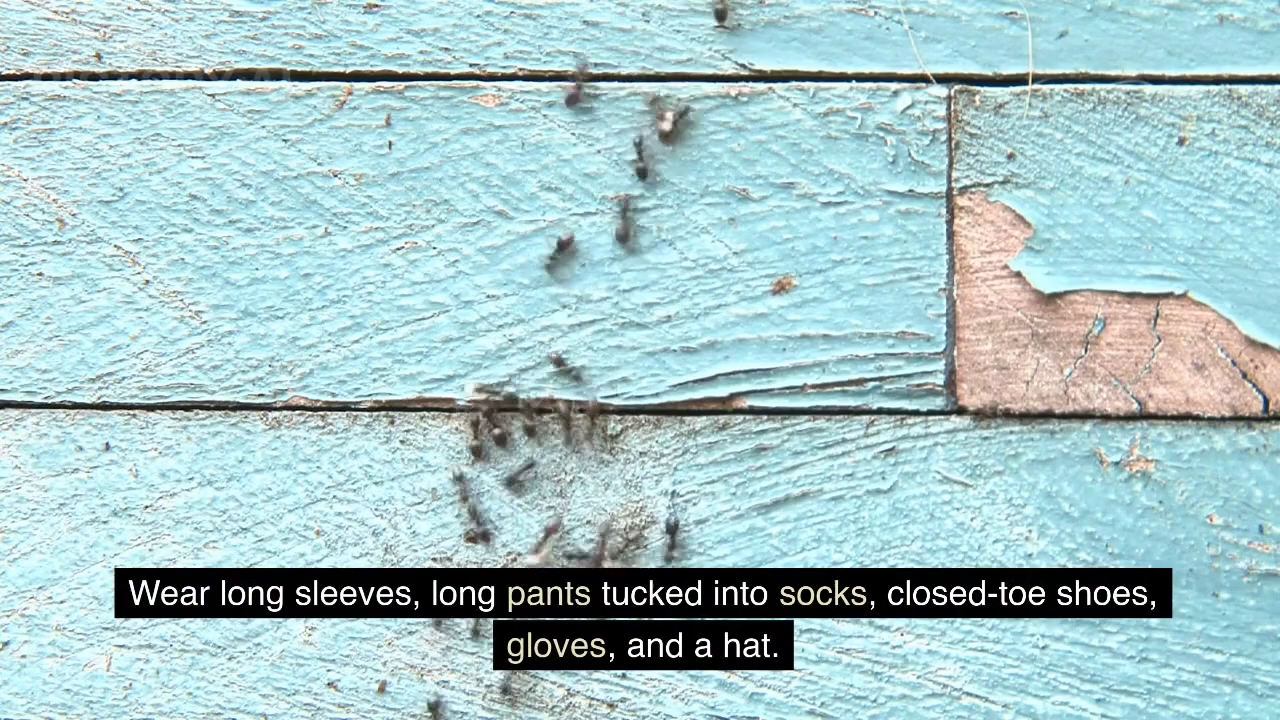 Wear long sleeves, long pants tucked into socks, closed-toe shoes,
gloves, and a hat.